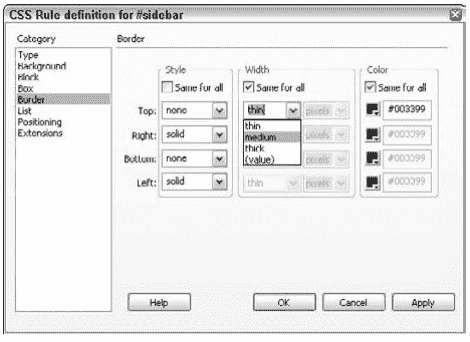 CSS Rule definition for #sidebar
Category
Border
Type
Background
Block
Box
Border
List
Positioning
Extensions
Style Width Color
Same for all Same for all Same for all
Top: none thin pixels #003399
thin
Right: solid medium pixels #003399
thick
Bottom: none (value) pixels #003399
Left: solid thin pixels #003399
Help OK Cancel Apply